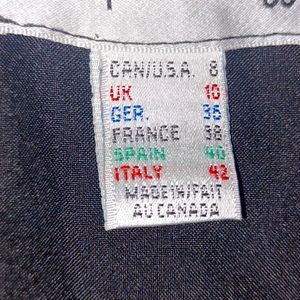 CAN/U.S.A. 8
UK 10
GER. 36
FRANCE 38
SPAIN 40
ITALY 42
MADE IN/FAIT
AU CANADA